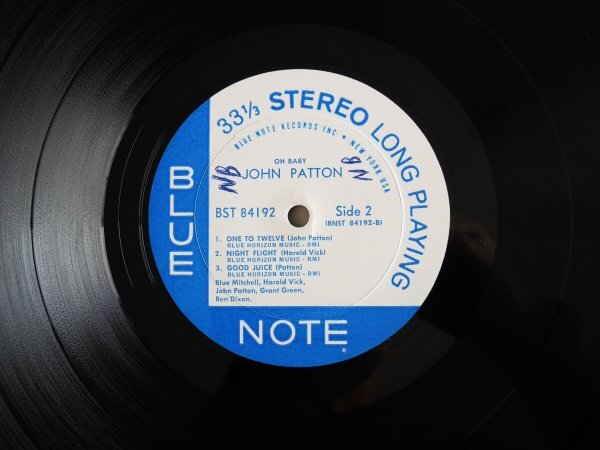 33⅓ STEREO LONG PLAYING
BLUE NOTE RECORDS INC • NEW YORK USA
OH BABY
NB JOHN PATTON NB
BST 84192 Side 2
(BNST 84192-B)
1. ONE TO TWELVE (John Patton)
BLUE HORIZON MUSIC - BMI
2. NIGHT FLIGHT (Harold Vick)
BLUE HORIZON MUSIC - BMI
3. GOOD JUICE (Patton)
BLUE HORIZON MUSIC - BMI
Blue Mitchell, Harold Vick,
John Patton, Grant Green,
Ben Dixon.
BLUE
NOTE